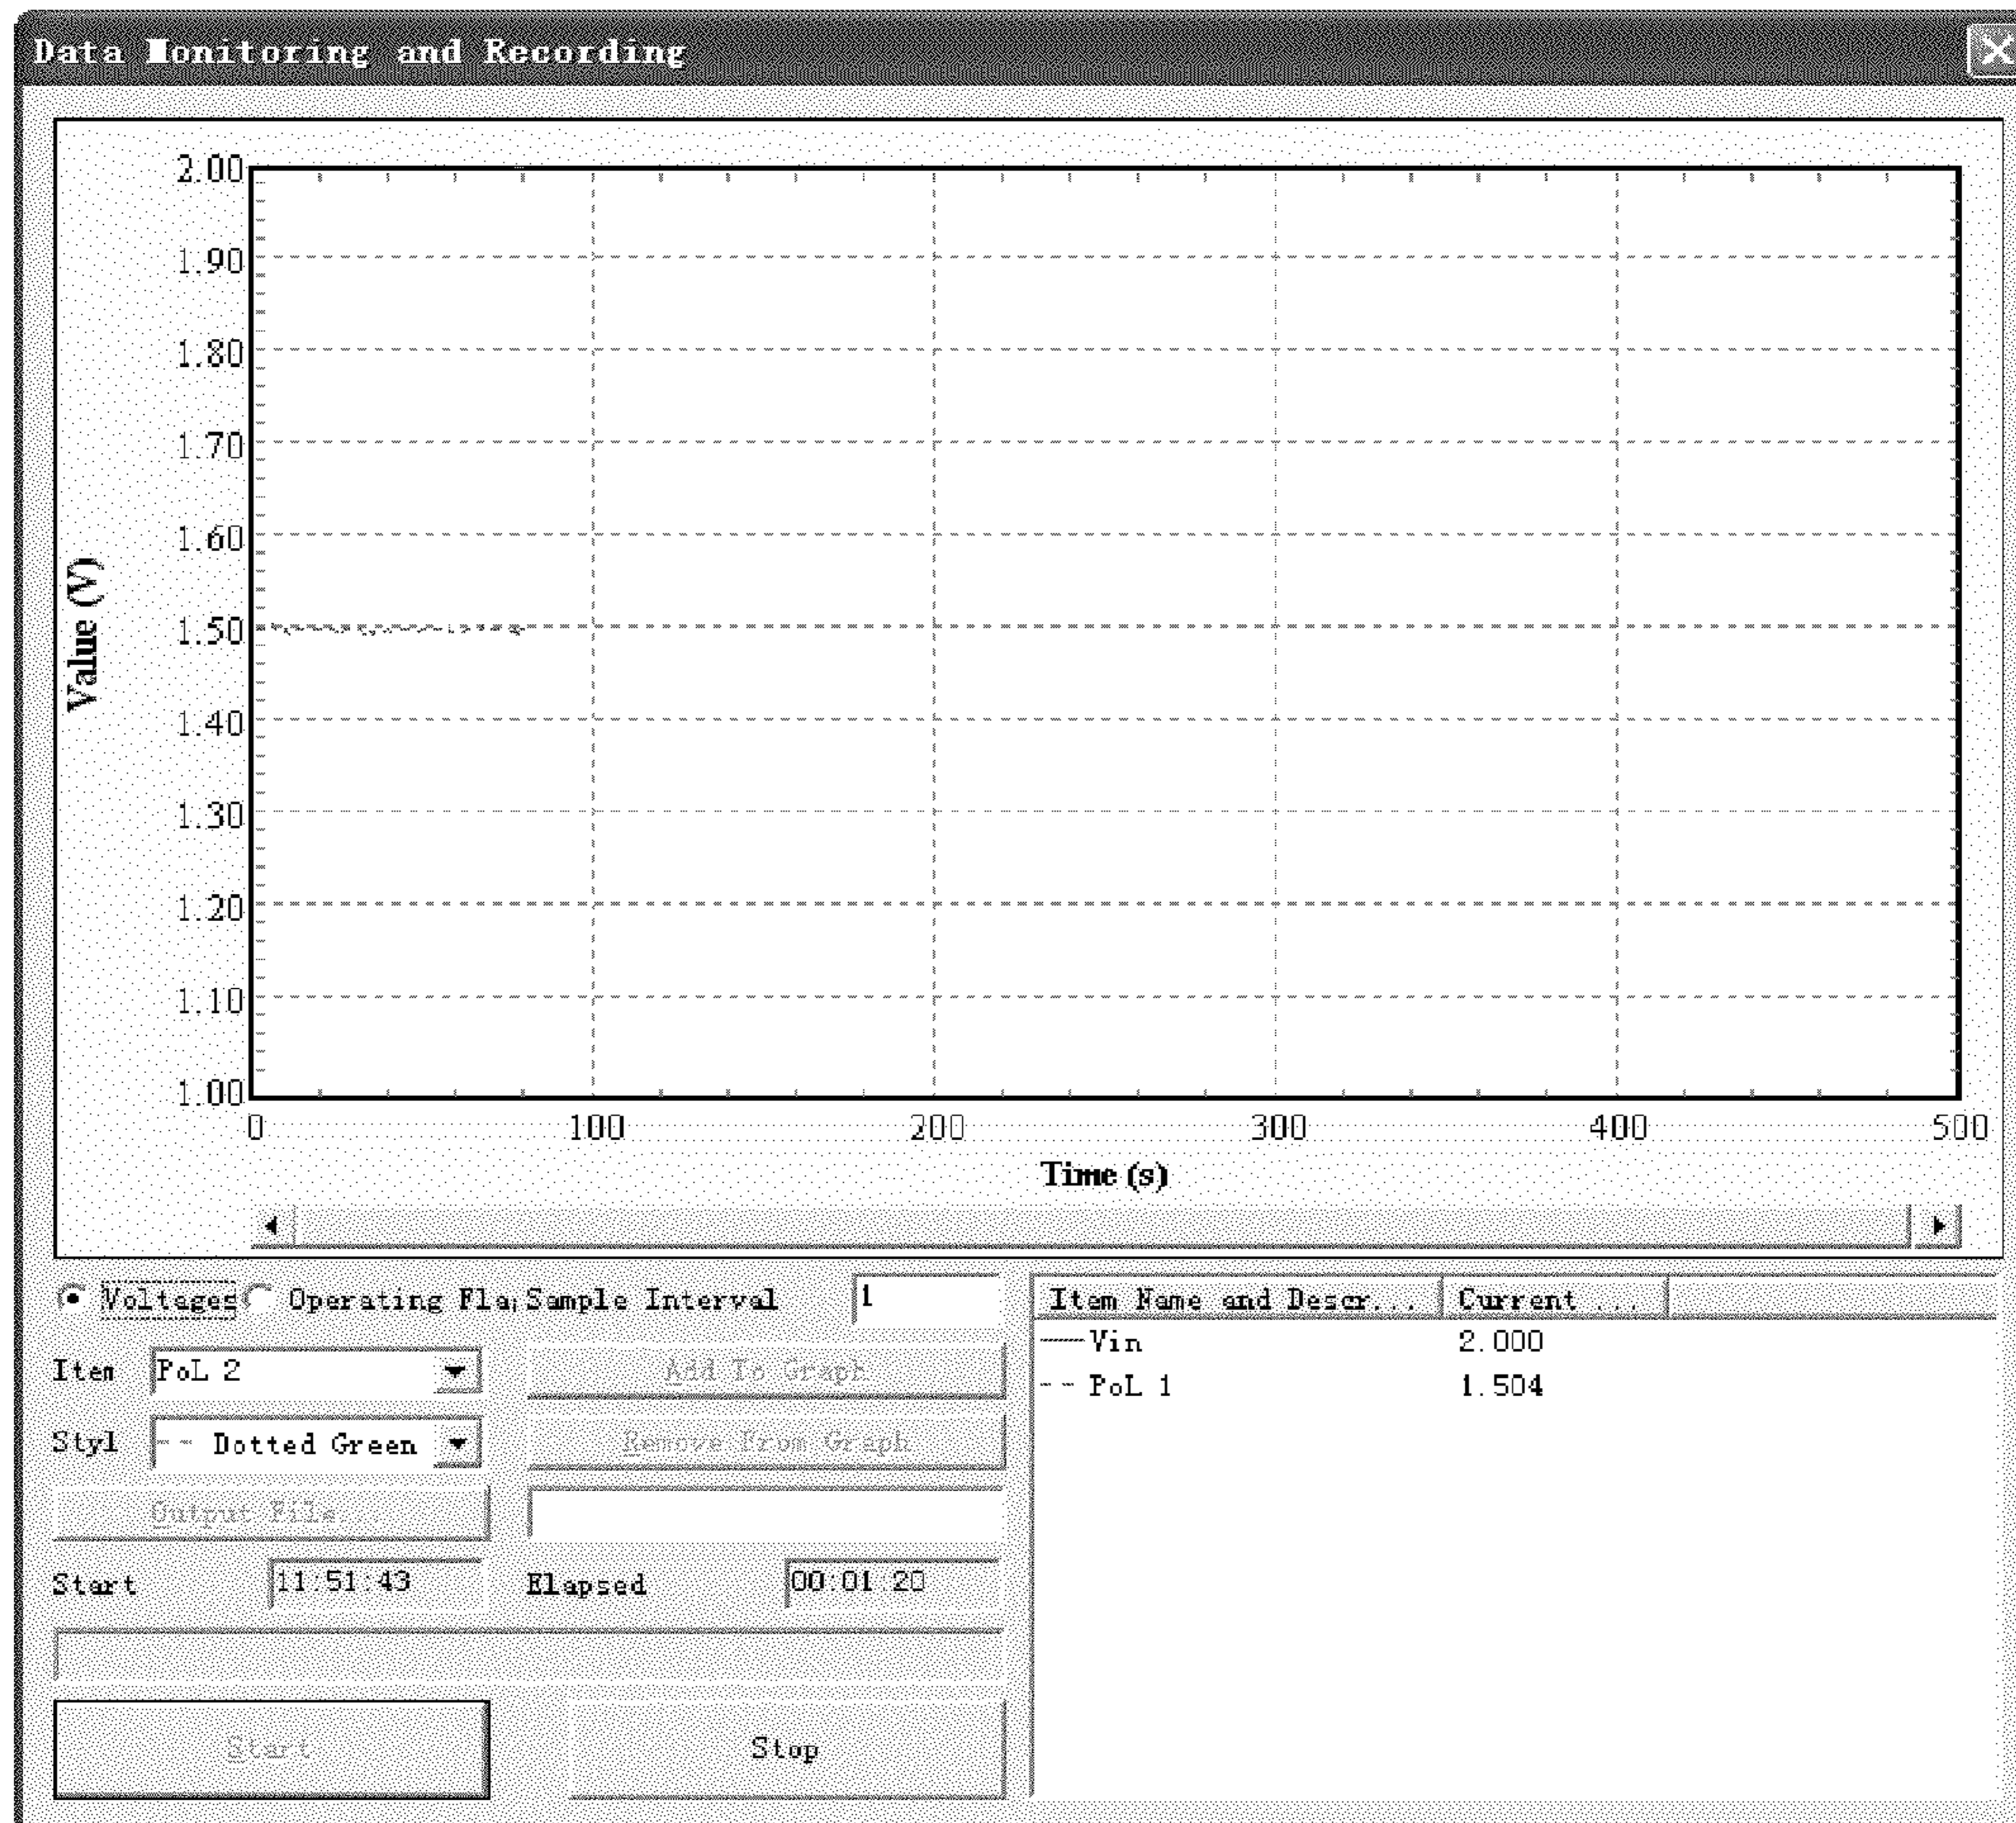 Data Monitoring and Recording
2.00
1.90
1.80
1.70
1.60
1.50
1.40
1.30
1.20
1.10
1.00
Value (V)
0 100 200 300 400 500
Time (s)
Voltages Operating Fla Sample Interval 1
Item PoL 2 Add To Graph
Styl Dotted Green Remove From Graph
Output File...
Start 11:51:43 Elapsed 00:01:20
Start Stop
Item Name and Descr... Current ...
Vin 2.000
PoL 1 1.504